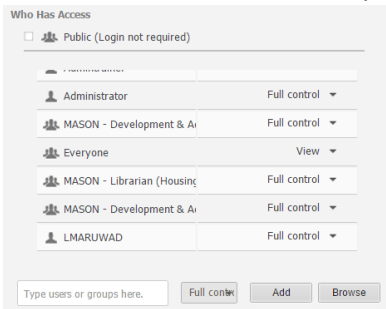 Who Has Access
Public (Login not required)
Administrator Full control
MASON - Development & A
Full control
Everyone View
MASON - Librarian (Housing Full control
MASON - Development & A Full control
LMARUWAD Full control
Type users or groups here. Full contr Add Browse